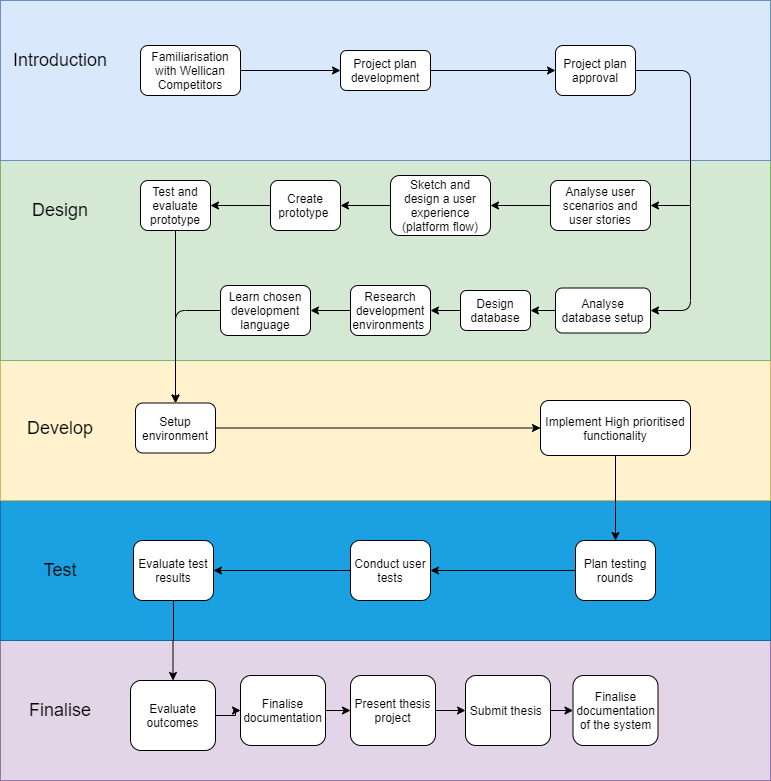 Introduction
Familiarisation
with Wellican
Competitors
Project plan
development
Project plan
approval
Design
Test and
evaluate
prototype
Create
prototype
Sketch and
design a user
experience
(platform flow)
Analyse user
scenarios and
user stories
Learn chosen
development
language
Research
development
environments
Design
database
Analyse
database setup
Develop
Setup
environment
Implement High prioritised
functionality
Test
Evaluate test
results
Conduct user
tests
Plan testing
rounds
Finalise
Evaluate
outcomes
Finalise
documentation
Present thesis
project
Submit thesis
Finalise
documentation
of the system